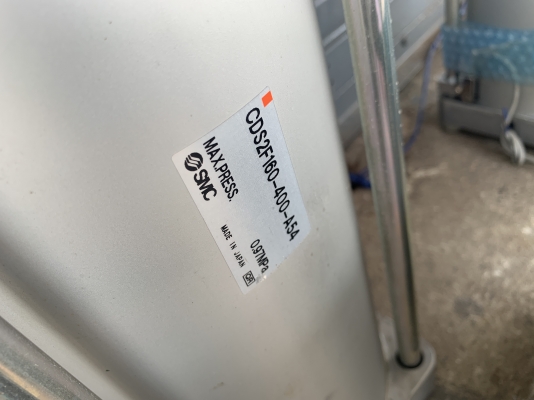 CDS2F160-400-A54
MAX.PRESS. 0.97MPa
SMC MADE IN JAPAN